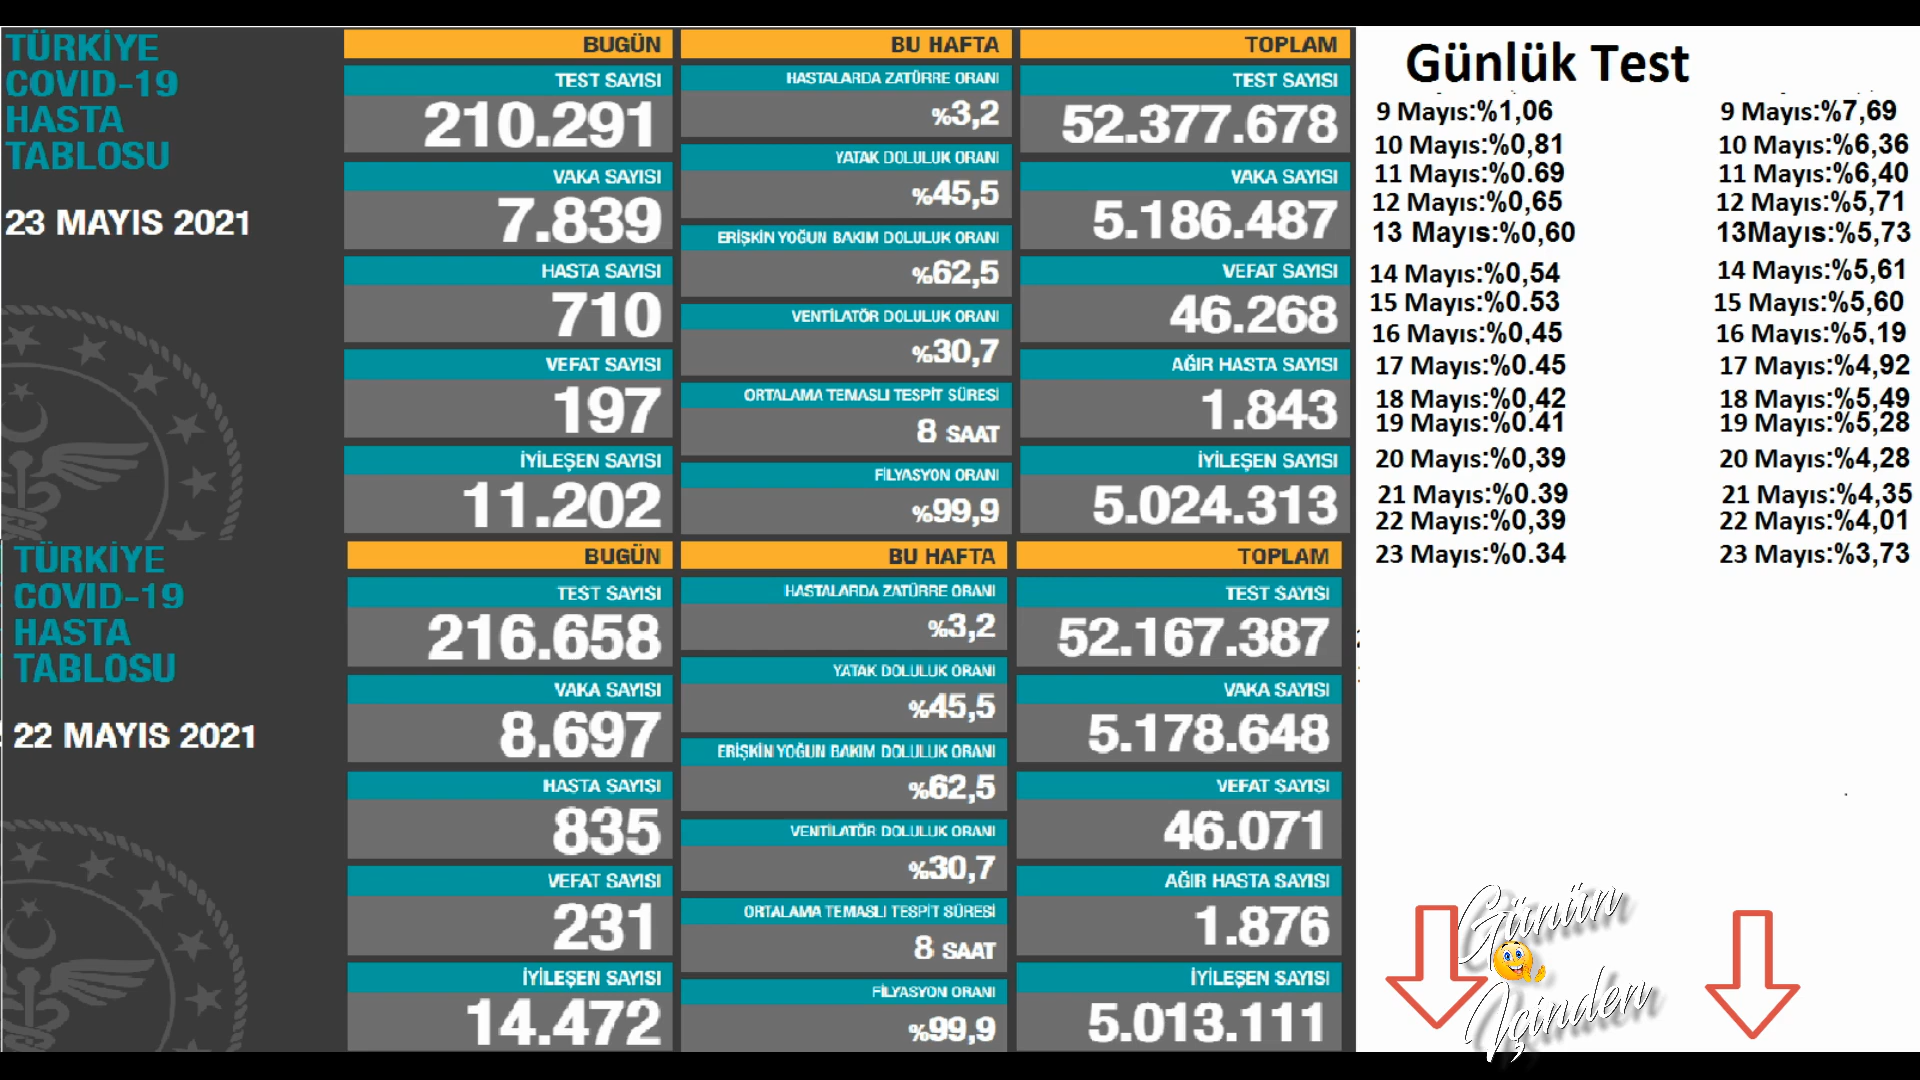 TÜRKİYE
COVID-19
HASTA
TABLOSU
23 MAYIS 2021
BUGÜN
TEST SAYISI
210.291
VAKA SAYISI
7.839
HASTA SAYISI
710
VEFAT SAYISI
197
İYİLEŞEN SAYISI
11.202
BU HAFTA
HASTALARDA ZATÜRRE ORANI
%3,2
YATAK DOLULUK ORANI
%45,5
ERİŞKİN YOĞUN BAKIM DOLULUK ORANI
%62,5
VENTİLATÖR DOLULUK ORANI
%30,7
ORTALAMA TEMASLI TESPİT SÜRESİ
8 SAAT
FİLYASYON ORANI
%99,9
TOPLAM
TEST SAYISI
52.377.678
VAKA SAYISI
5.186.487
VEFAT SAYISI
46.268
AĞIR HASTA SAYISI
1.843
İYİLEŞEN SAYISI
5.024.313
TÜRKİYE
COVID-19
HASTA
TABLOSU
22 MAYIS 2021
BUGÜN
TEST SAYISI
216.658
VAKA SAYISI
8.697
HASTA SAYISI
835
VEFAT SAYISI
231
İYİLEŞEN SAYISI
14.472
BU HAFTA
HASTALARDA ZATÜRRE ORANI
%3,2
YATAK DOLULUK ORANI
%45,5
ERİŞKİN YOĞUN BAKIM DOLULUK ORANI
%62,5
VENTİLATÖR DOLULUK ORANI
%30,7
ORTALAMA TEMASLI TESPİT SÜRESİ
8 SAAT
FİLYASYON ORANI
%99,9
TOPLAM
TEST SAYISI
52.167.387
VAKA SAYISI
5.178.648
VEFAT SAYISI
46.071
AĞIR HASTA SAYISI
1.876
İYİLEŞEN SAYISI
5.013.111
Günlük Test
9 Mayıs:%1,06
10 Mayıs:%0,81
11 Mayıs:%0.69
12 Mayıs:%0,65
13 Mayıs:%0,60
14 Mayıs:%0,54
15 Mayıs:%0.53
16 Mayıs:%0,45
17 Mayıs:%0.45
18 Mayıs:%0,42
19 Mayıs:%0.41
20 Mayıs:%0,39
21 Mayıs:%0.39
22 Mayıs:%0,39
23 Mayıs:%0.34
9 Mayıs:%7,69
10 Mayıs:%6,36
11 Mayıs:%6,40
12 Mayıs:%5,71
13Mayıs:%5,73
14 Mayıs:%5,61
15 Mayıs:%5,60
16 Mayıs:%5,19
17 Mayıs:%4,92
18 Mayıs:%5,49
19 Mayıs:%5,28
20 Mayıs:%4,28
21 Mayıs:%4,35
22 Mayıs:%4,01
23 Mayıs:%3,73
Günün
İçinden